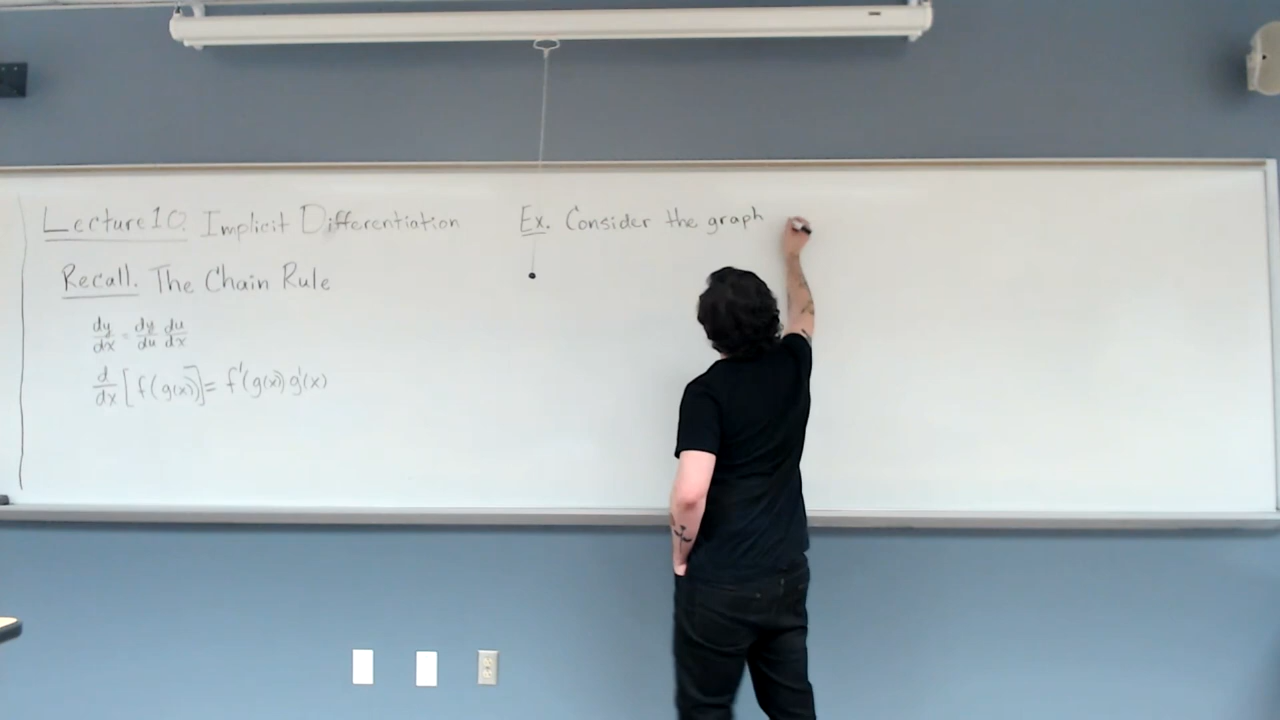 Lecture 10. Implicit Differentiation
Recall. The Chain Rule
dy/dx = dy/du du/dx
d/dx [f(g(x))] = f'(g(x)) g'(x)
Ex. Consider the graph